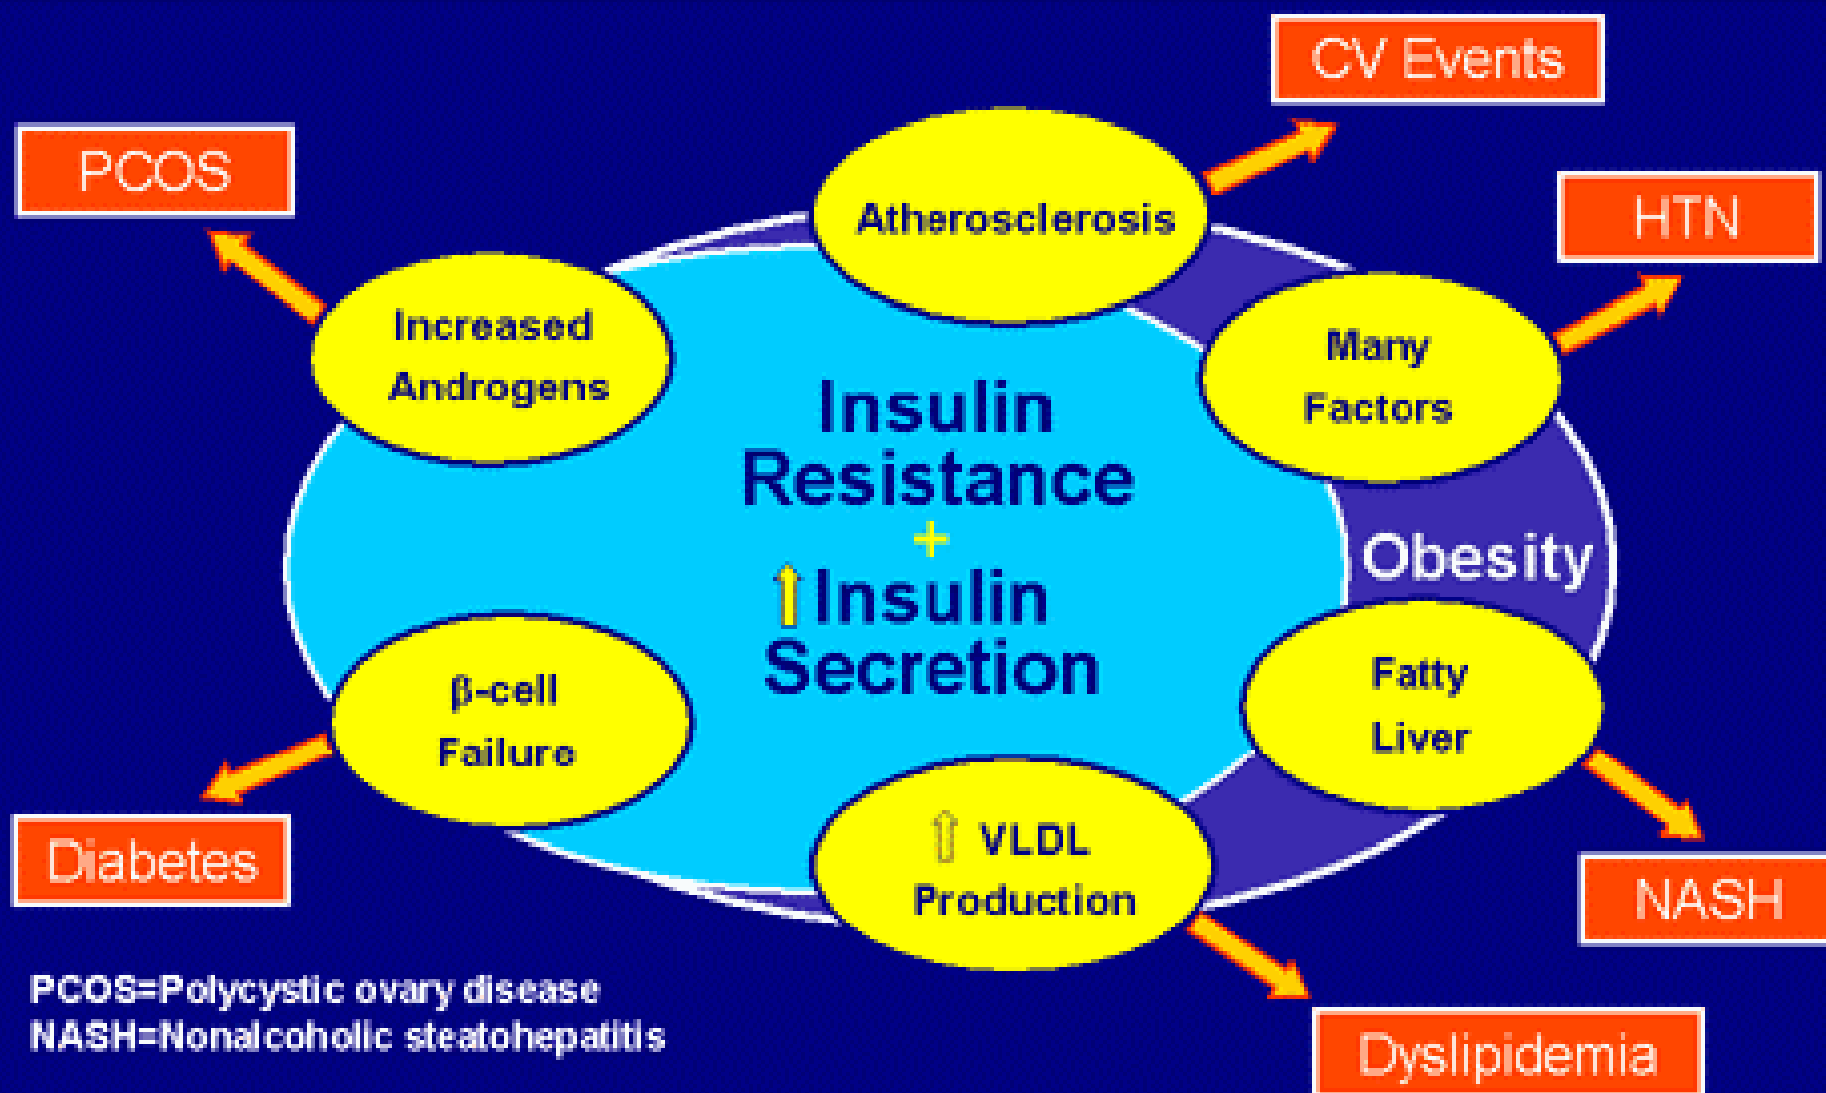 CV Events
PCOS
HTN
Atherosclerosis
Increased
Androgens
Many
Factors
Insulin
Resistance
+
⇧Insulin
Secretion
Obesity
β-cell
Failure
Fatty
Liver
⇧ VLDL
Production
Diabetes
NASH
Dyslipidemia
PCOS=Polycystic ovary disease
NASH=Nonalcoholic steatohepatitis